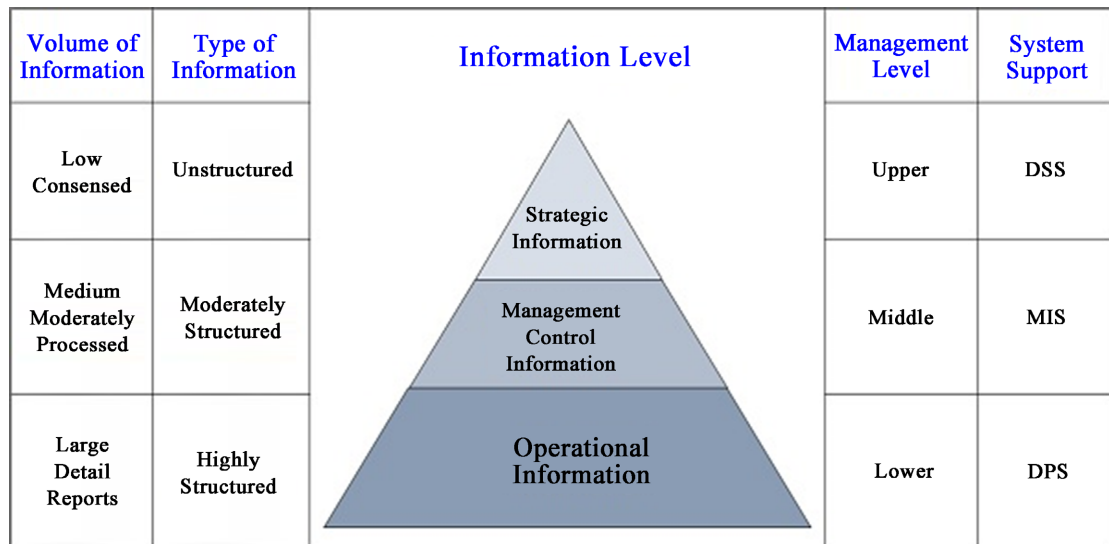 Volume of
Information
Type of
Information
Information Level
Management
Level
System
Support
Low
Consensed
Unstructured
Strategic
Information
Upper
DSS
Medium
Moderately
Processed
Moderately
Structured
Management
Control
Information
Middle
MIS
Large
Detail
Reports
Highly
Structured
Operational
Information
Lower
DPS